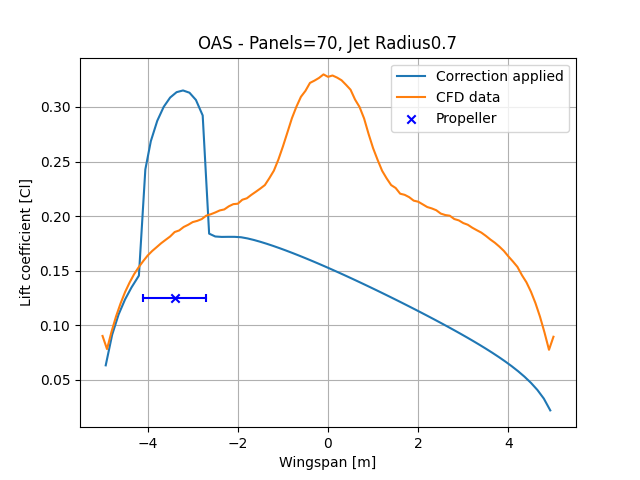 OAS - Panels=70, Jet Radius0.7
Correction applied
CFD data
Propeller
Lift coefficient [Cl]
0.30
0.25
0.20
0.15
0.10
0.05
−4 −2 0 2 4
Wingspan [m]